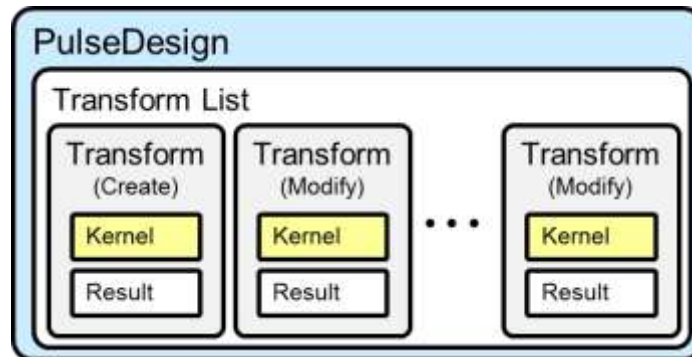 PulseDesign
Transform List
Transform Transform Transform
(Create) (Modify) • • • (Modify)
Kernel Kernel Kernel
Result Result Result